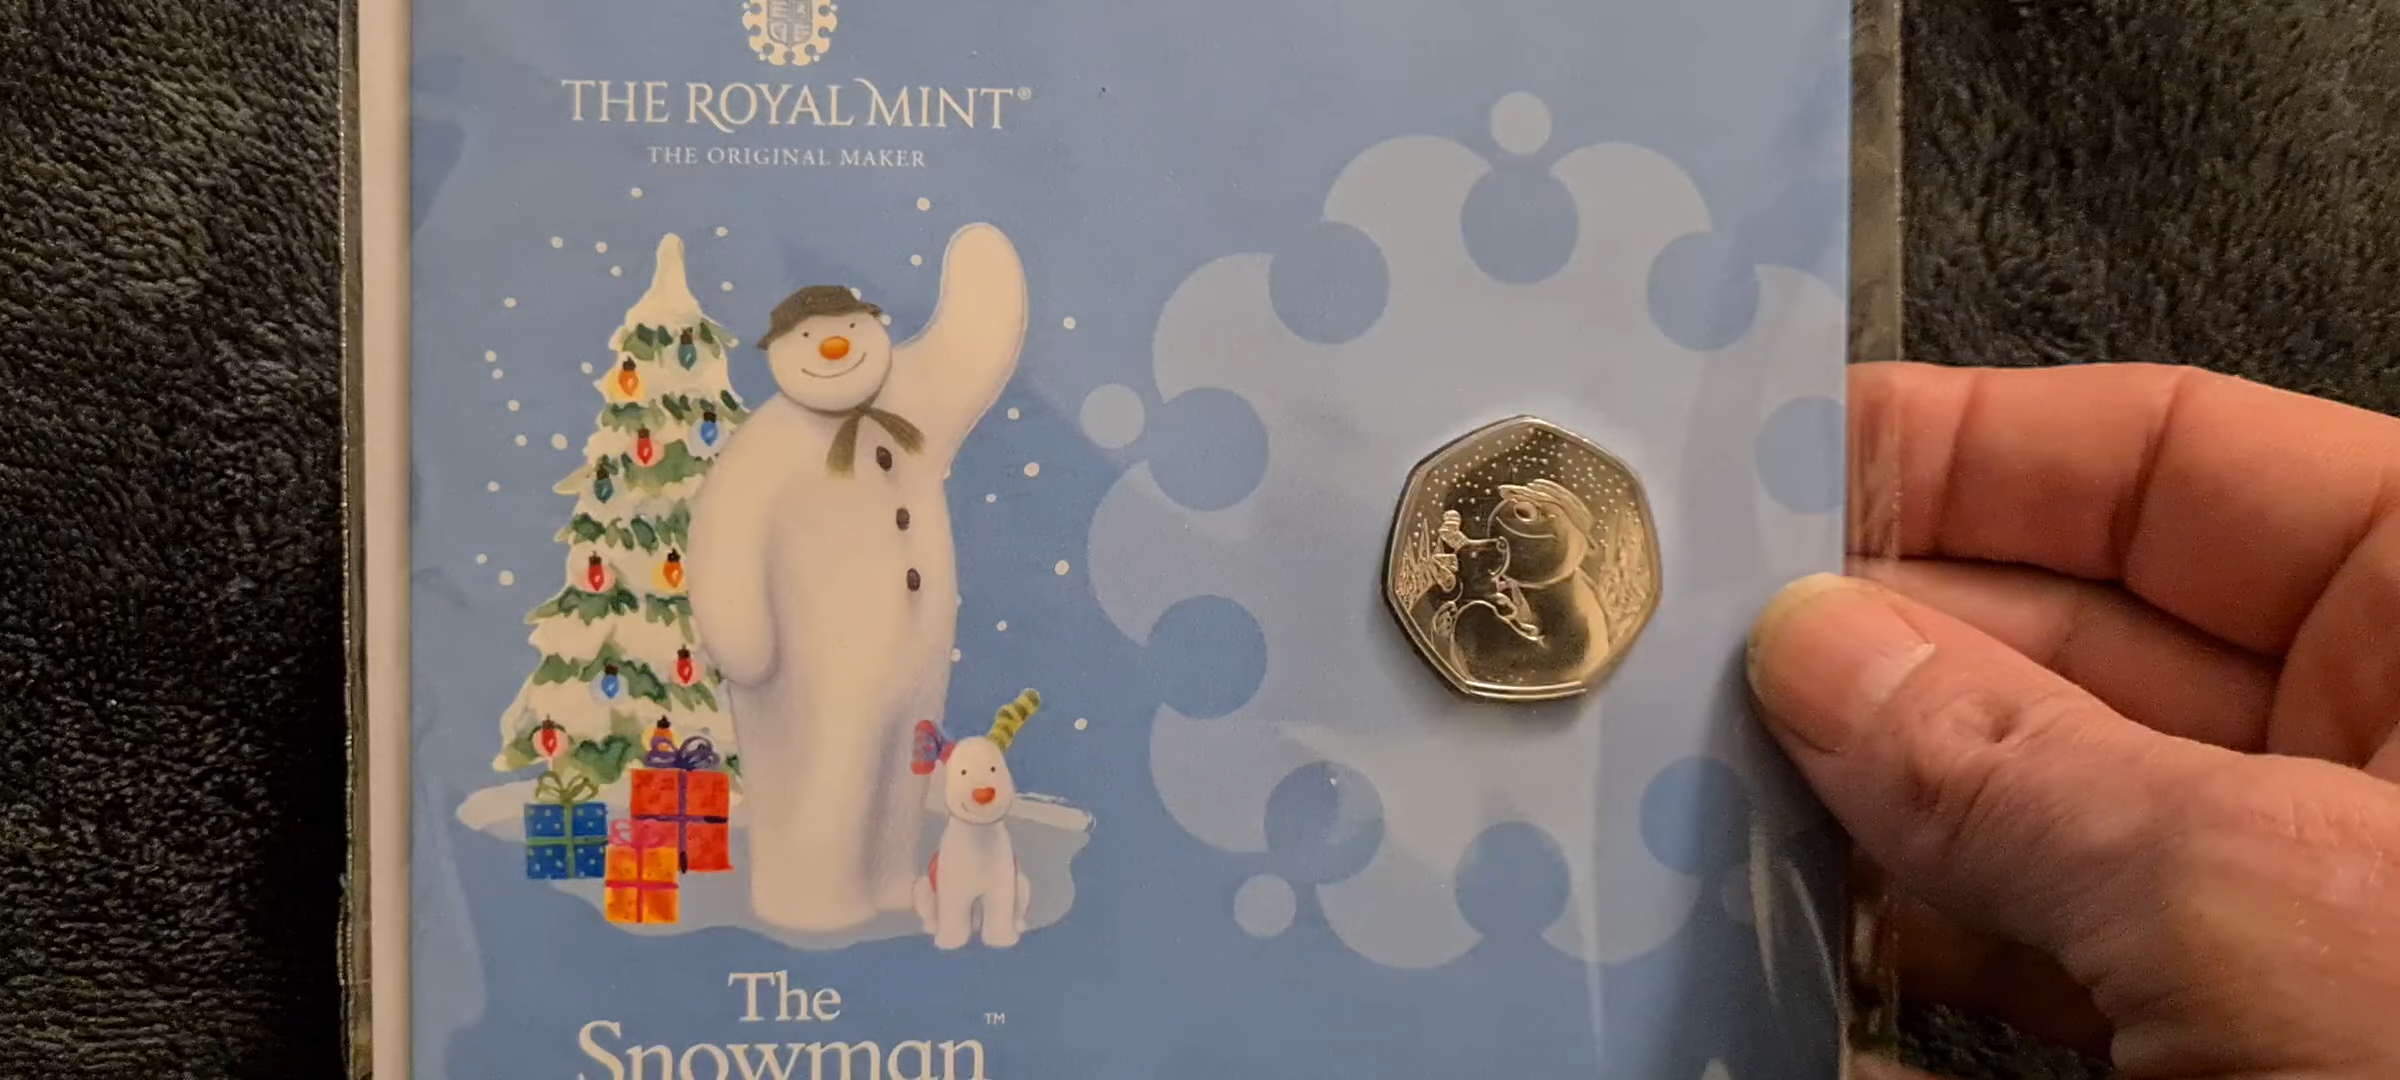 THE ROYAL MINT®
THE ORIGINAL MAKER
The
Snowman™